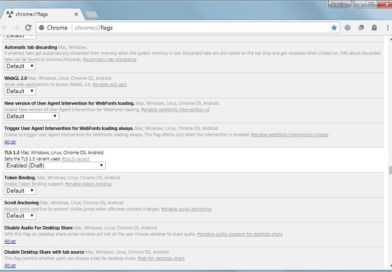 chrome://flags
Chrome chrome://flags
Default
Automatic tab discarding Mac, Windows
If enabled, tabs get automatically discarded from memory when the system memory is low. Discarded tabs are still visible on the tab strip and get reloaded when clicked on. Info about discarded
tabs can be found at chrome://discards. #automatic-tab-discarding
Default
WebGL 2.0 Mac, Windows, Linux, Chrome OS, Android
Allow web applications to access WebGL 2.0. #enable-es3-apis
Default
New version of User Agent Intervention for WebFonts loading. Mac, Windows, Linux, Chrome OS, Android
Enable New version of User Agent Intervention for WebFonts loading. #enable-webfonts-intervention-v2
Default
Trigger User Agent Intervention for WebFonts loading always. Mac, Windows, Linux, Chrome OS, Android
Enable to trigger User Agent Intervention for WebFonts loading always. This flag affects only when the intervention is enabled. #enable-webfonts-intervention-trigger
Ativar
TLS 1.3 Mac, Windows, Linux, Chrome OS, Android
Sets the TLS 1.3 variant used. #tls13-variant
Enabled (Draft)
Token Binding. Mac, Windows, Linux, Chrome OS, Android
Enable Token Binding support. #enable-token-binding
Default
Scroll Anchoring Mac, Windows, Linux, Chrome OS, Android
Adjusts scroll position to prevent visible jumps when offscreen content changes. #enable-scroll-anchoring
Default
Disable Audio For Desktop Share Mac, Windows, Linux, Chrome OS, Android
With this flag on, desktop share picker window will not let the user choose whether to share audio. #disable-audio-support-for-desktop-share
Ativar
Disable Desktop Share with tab source Mac, Windows, Linux, Chrome OS, Android
This flag controls whether users can choose a tab for desktop share. #tab-for-desktop-share
Ativar